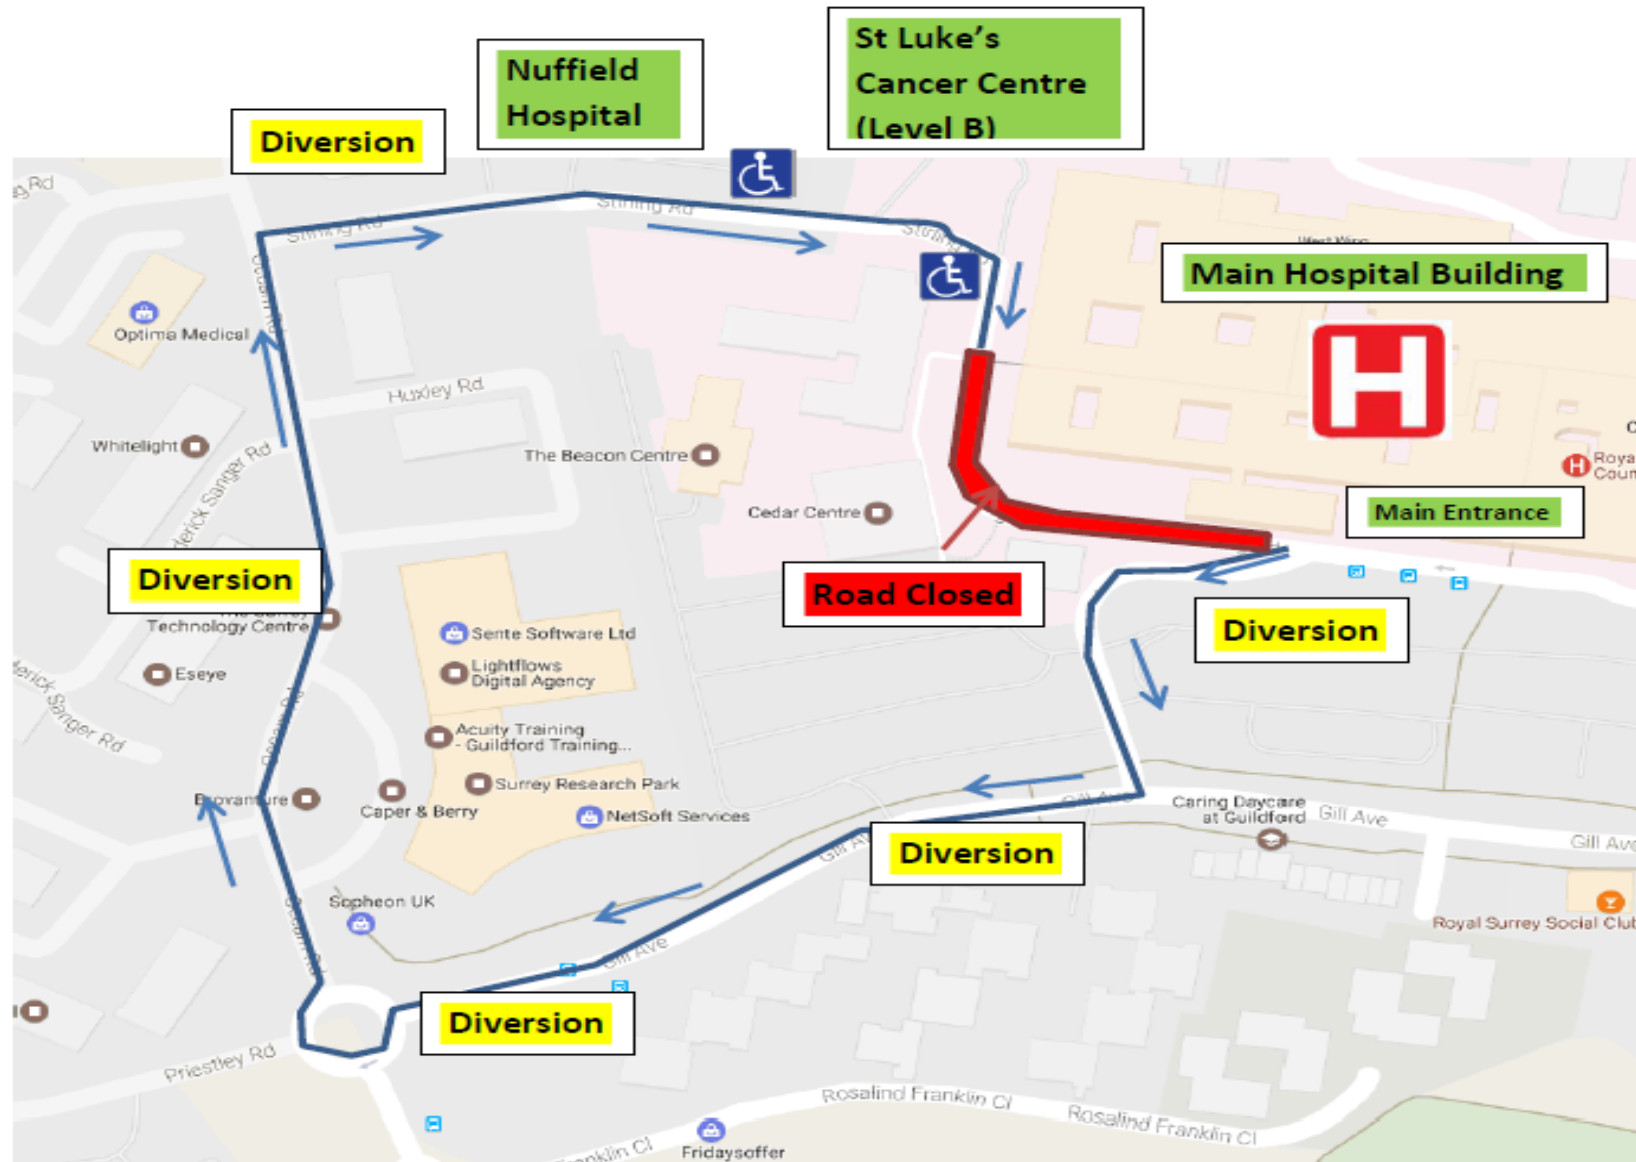 St Luke's
Cancer Centre
(Level B)
Nuffield
Hospital
Diversion
Stirling Rd
Stirling Rd
West Wing
Main Hospital Building
Optima Medical
Huxley Rd
Whitelight
The Beacon Centre
H
H
Cedar Centre
Main Entrance
Diversion
Road Closed
Technology Centre
Diversion
Sente Software Ltd
Lightflows
Digital Agency
Eseye
Acuity Training
- Guildford Training...
Surrey Research Park
Caper & Berry
NetSoft Services
Gill Ave
Caring Daycare
at Guildford
Gill Ave
Gill Ave
Diversion
Sopheon UK
Royal Surrey Social Club
Gill Ave
Diversion
Priestley Rd
Rosalind Franklin Cl
Rosalind Franklin Cl
Fridaysoffer